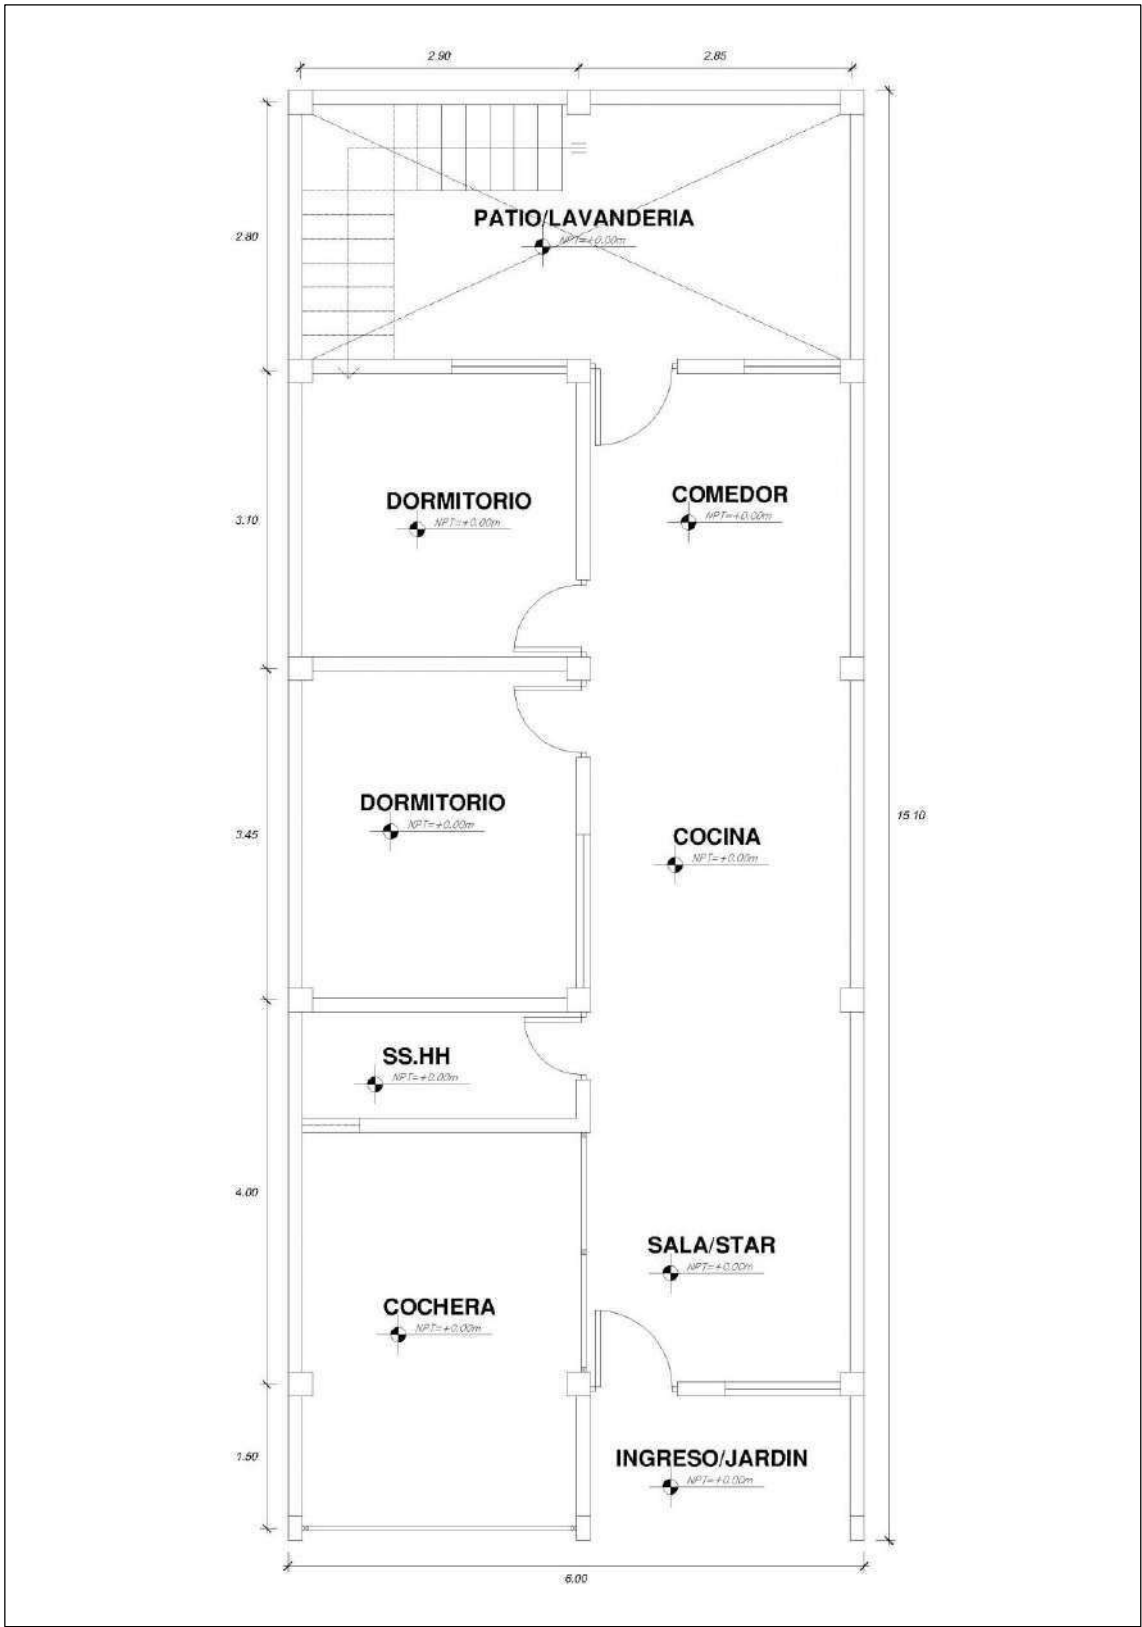 2.90
2.85
PATIO/LAVANDERIA
NPT=+0.00m
2.80
DORMITORIO
NPT=+0.00m
COMEDOR
NPT=+0.00m
3.10
DORMITORIO
NPT=+0.00m
COCINA
NPT=+0.00m
3.45
15.10
SS.HH
NPT=+0.00m
4.00
SALA/STAR
NPT=+0.00m
COCHERA
NPT=+0.00m
INGRESO/JARDIN
NPT=+0.00m
1.50
6.00